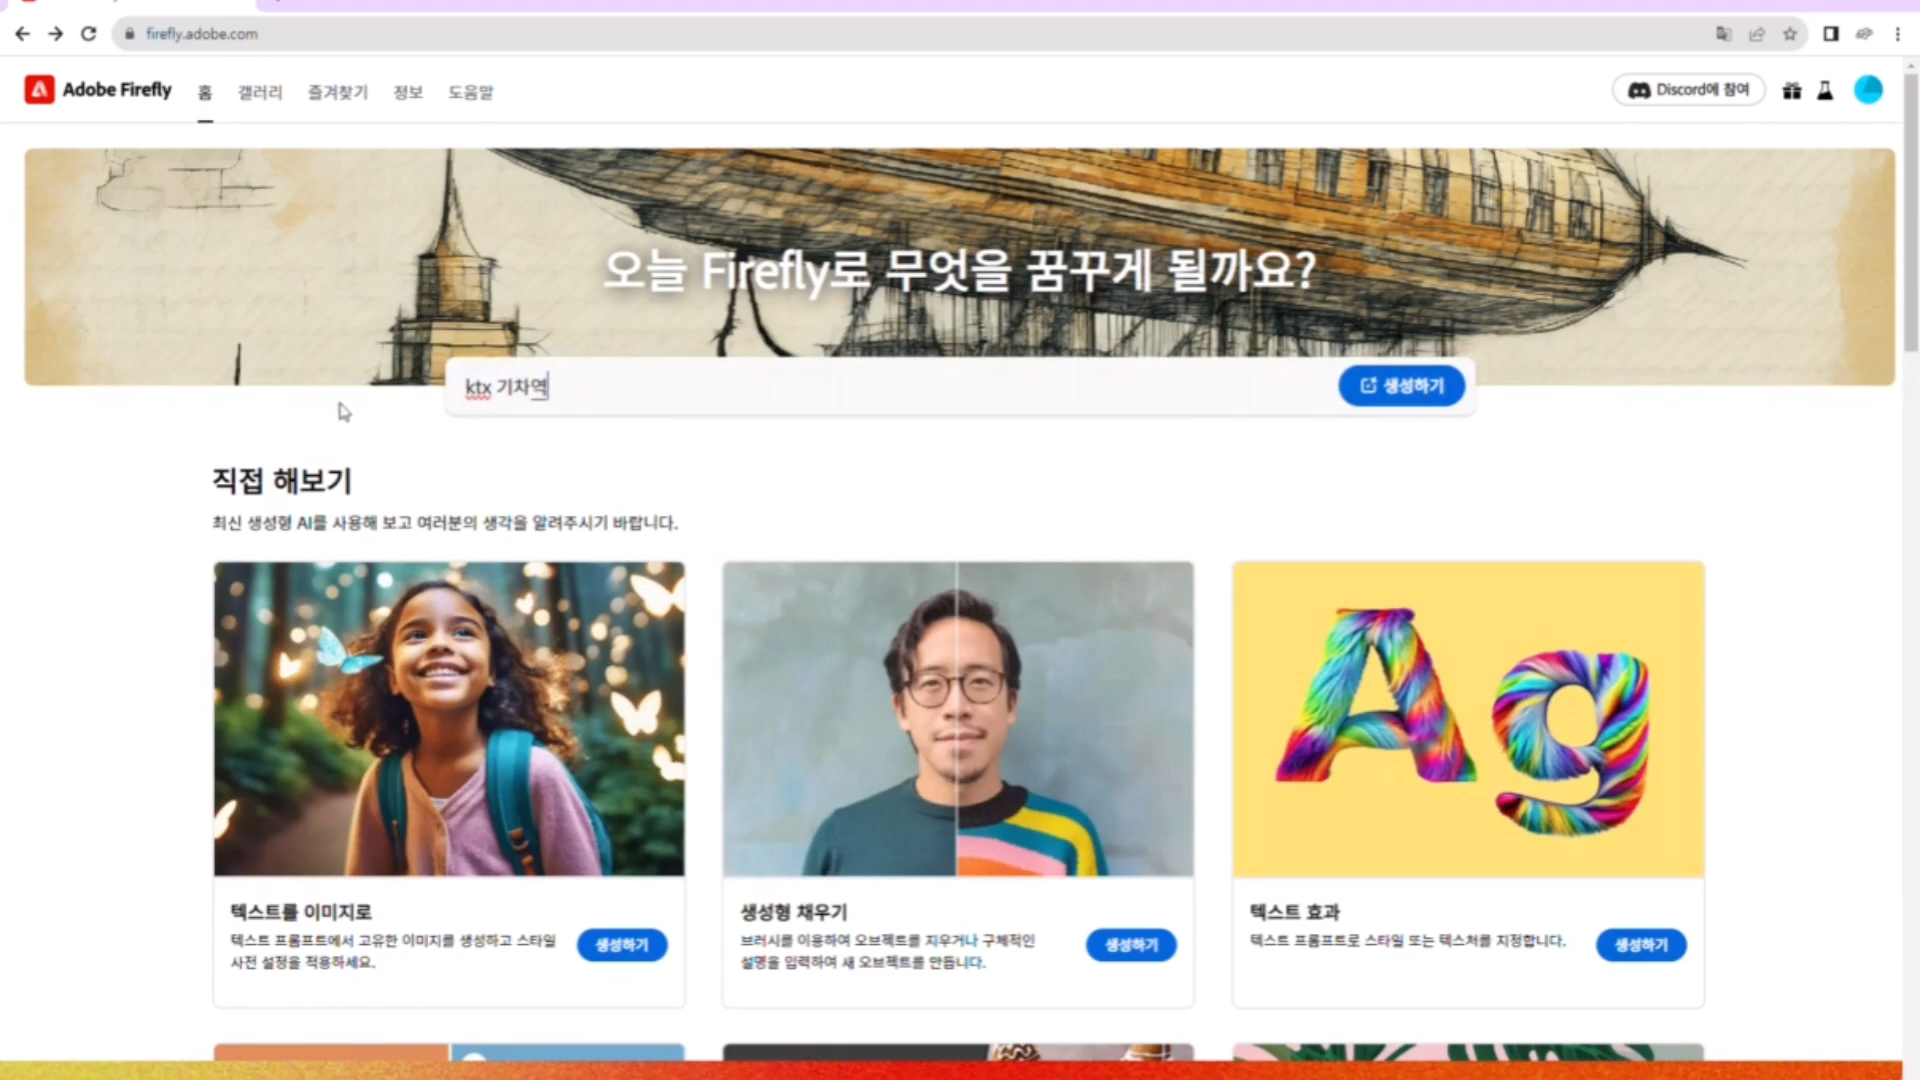 firefly.adobe.com
Adobe Firefly 홈 갤러리 즐겨찾기 정보 도움말 Discord에 참여
오늘 Firefly로 무엇을 꿈꾸게 될까요?
ktx 기차역 생성하기
직접 해보기
최신 생성형 AI를 사용해 보고 여러분의 생각을 알려주시기 바랍니다.
Ag
텍스트를 이미지로
텍스트 프롬프트에서 고유한 이미지를 생성하고 스타일
사전 설정을 적용하세요.
생성하기
생성형 채우기
브러시를 이용하여 오브젝트를 지우거나 구체적인
설명을 입력하여 새 오브젝트를 만듭니다.
생성하기
텍스트 효과
텍스트 프롬프트로 스타일 또는 텍스처를 지정합니다.
생성하기